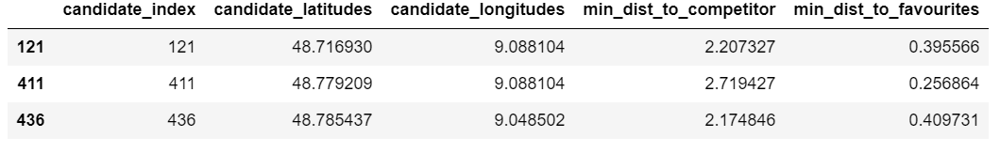 candidate_index candidate_latitudes candidate_longitudes min_dist_to_competitor min_dist_to_favourites
121 121 48.716930 9.088104 2.207327 0.395566
411 411 48.779209 9.088104 2.719427 0.256864
436 436 48.785437 9.048502 2.174846 0.409731